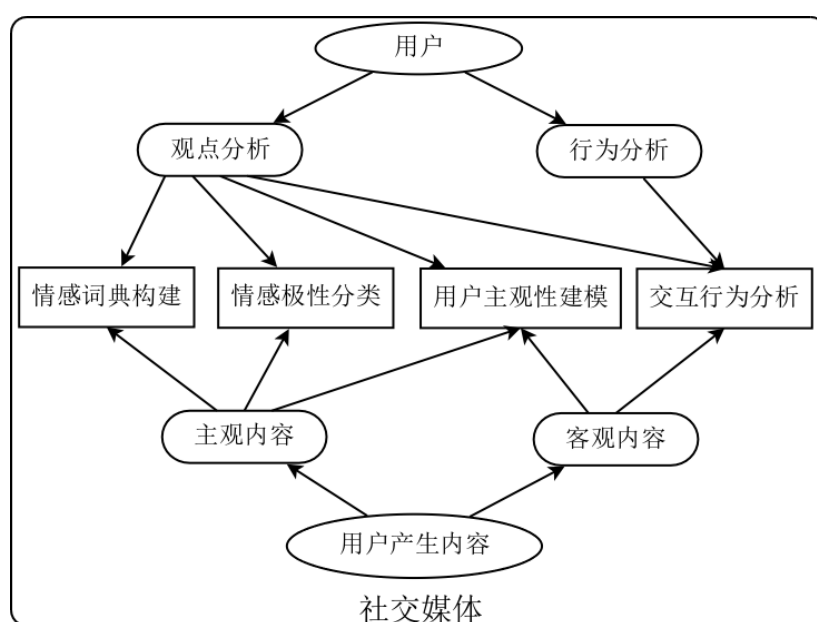 用户
观点分析
行为分析
情感词典构建
情感极性分类
用户主观性建模
交互行为分析
主观内容
客观内容
用户产生内容
社交媒体